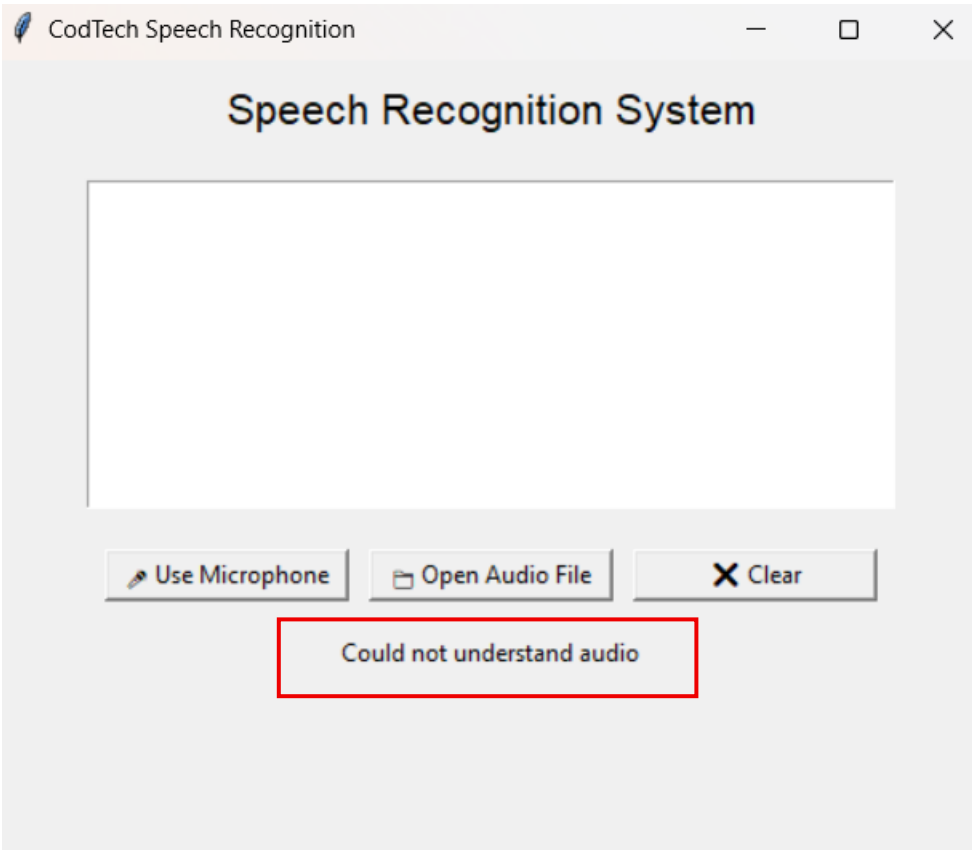 CodTech Speech Recognition
Speech Recognition System
Use Microphone
Open Audio File
Clear
Could not understand audio